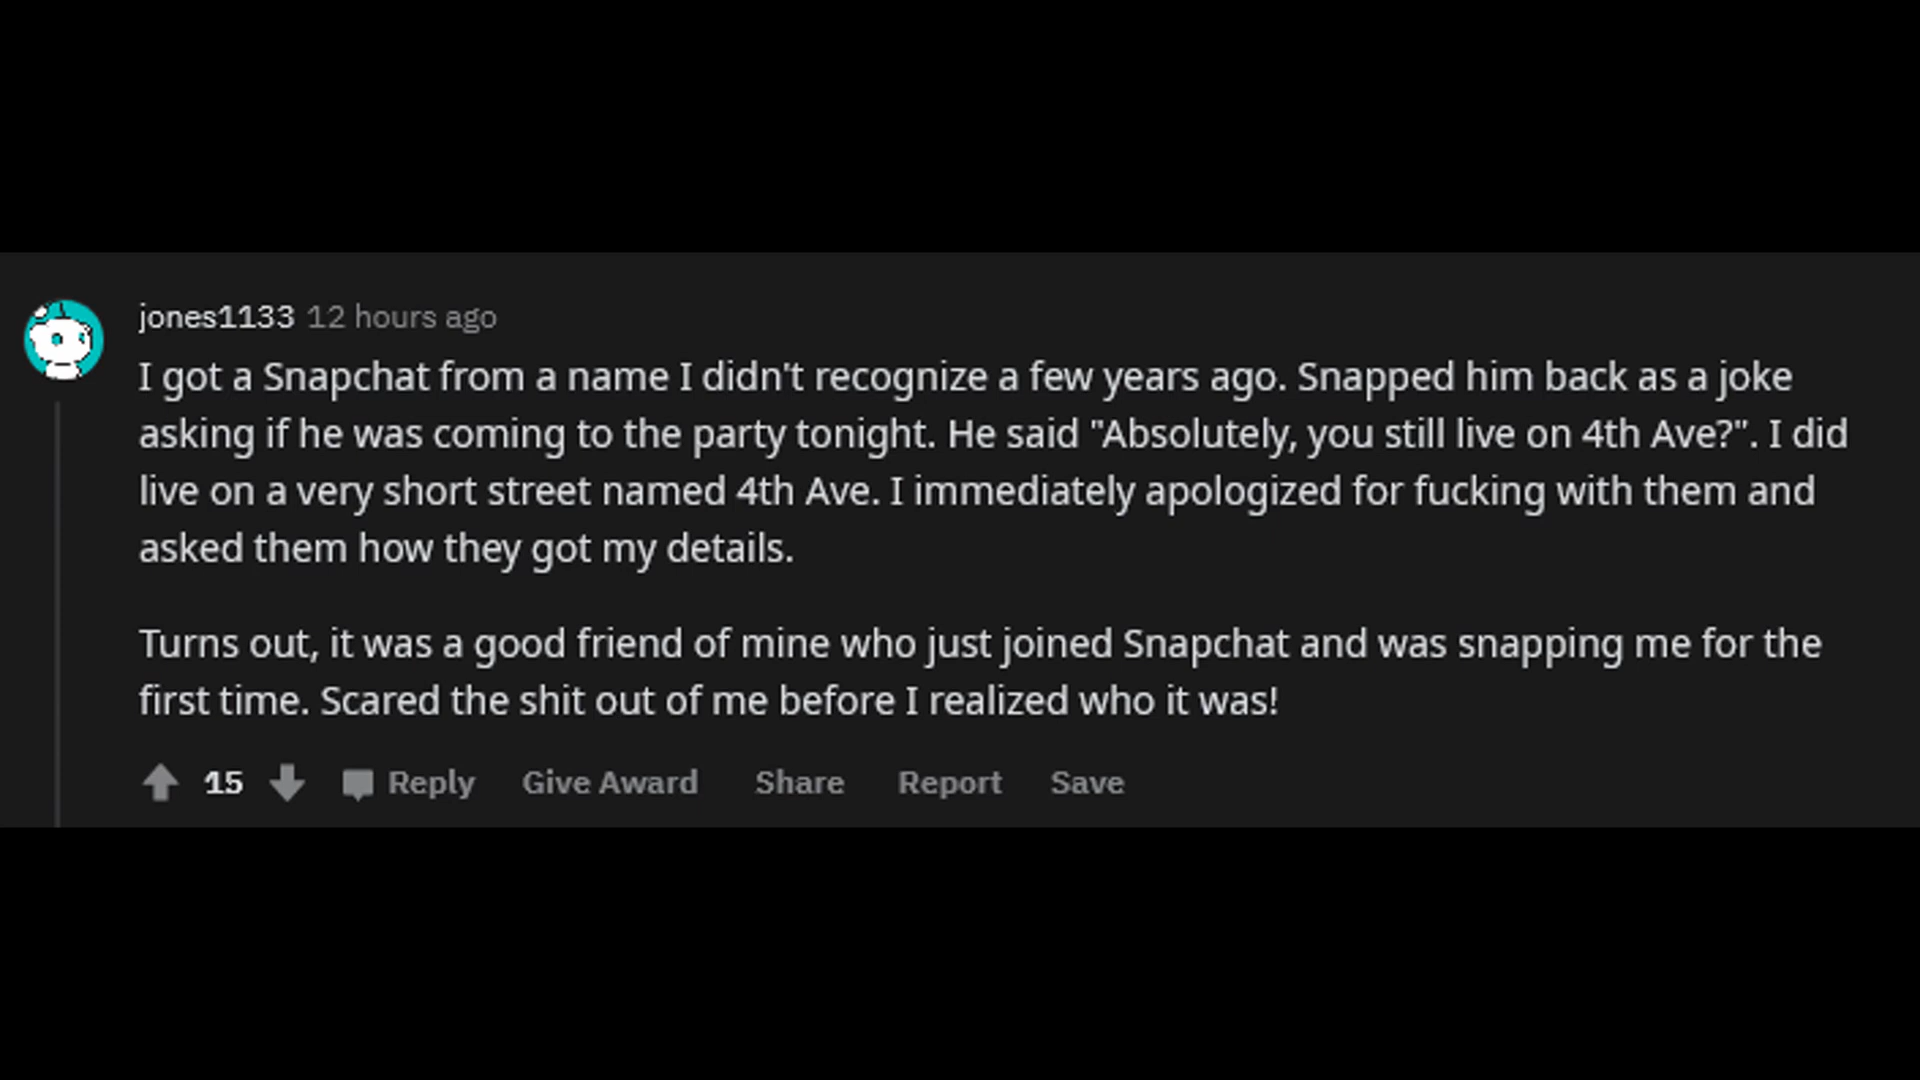 jones1133 12 hours ago
I got a Snapchat from a name I didn't recognize a few years ago. Snapped him back as a joke
asking if he was coming to the party tonight. He said "Absolutely, you still live on 4th Ave?". I did
live on a very short street named 4th Ave. I immediately apologized for fucking with them and
asked them how they got my details.
Turns out, it was a good friend of mine who just joined Snapchat and was snapping me for the
first time. Scared the shit out of me before I realized who it was!
15 Reply Give Award Share Report Save